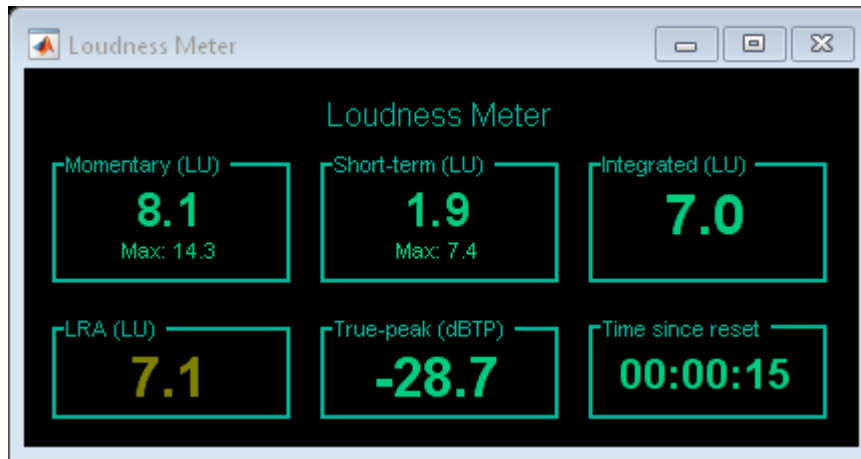 Loudness Meter
Loudness Meter
Momentary (LU)
8.1
Max: 14.3
Short-term (LU)
1.9
Max: 7.4
Integrated (LU)
7.0
LRA (LU)
7.1
True-peak (dBTP)
-28.7
Time since reset
00:00:15